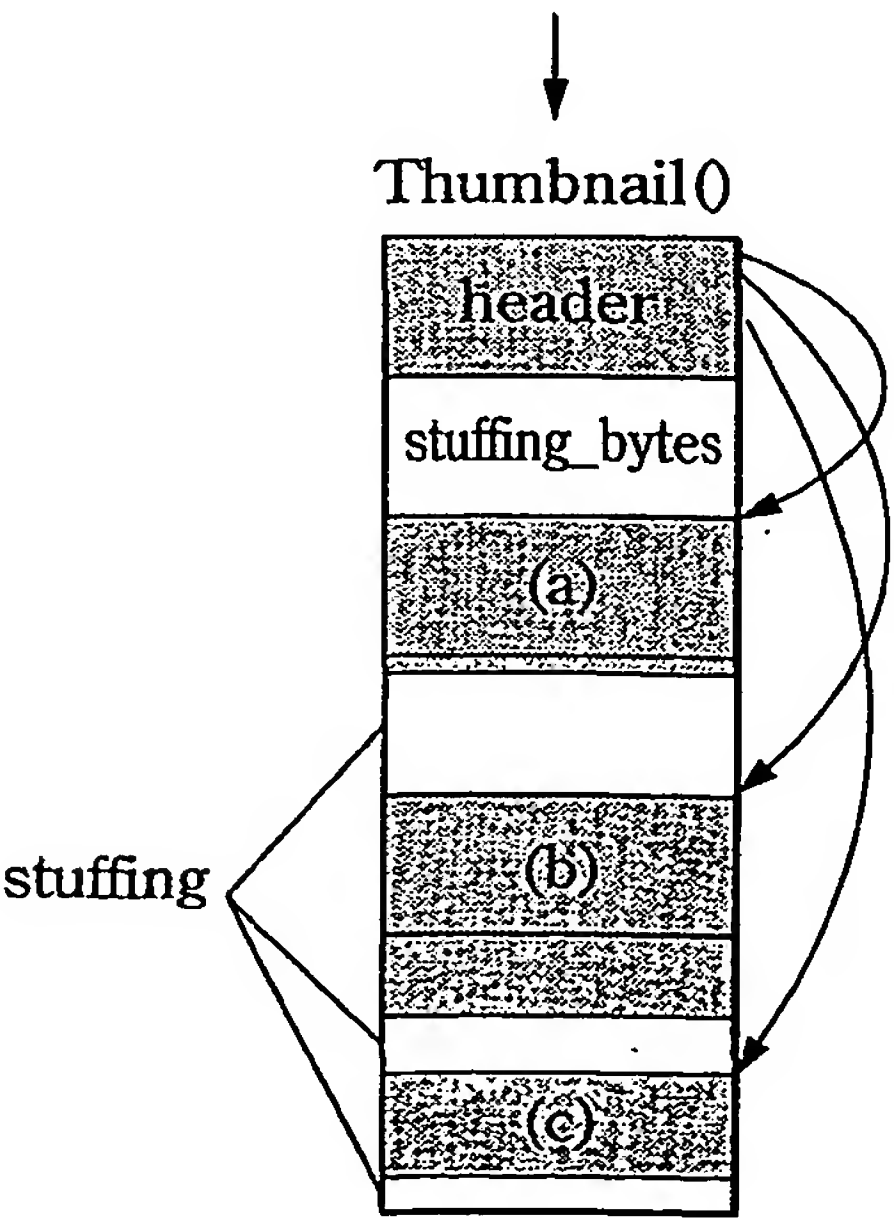 Thumbnail()
header
stuffing_bytes
(a)
(b)
stuffing
(c)